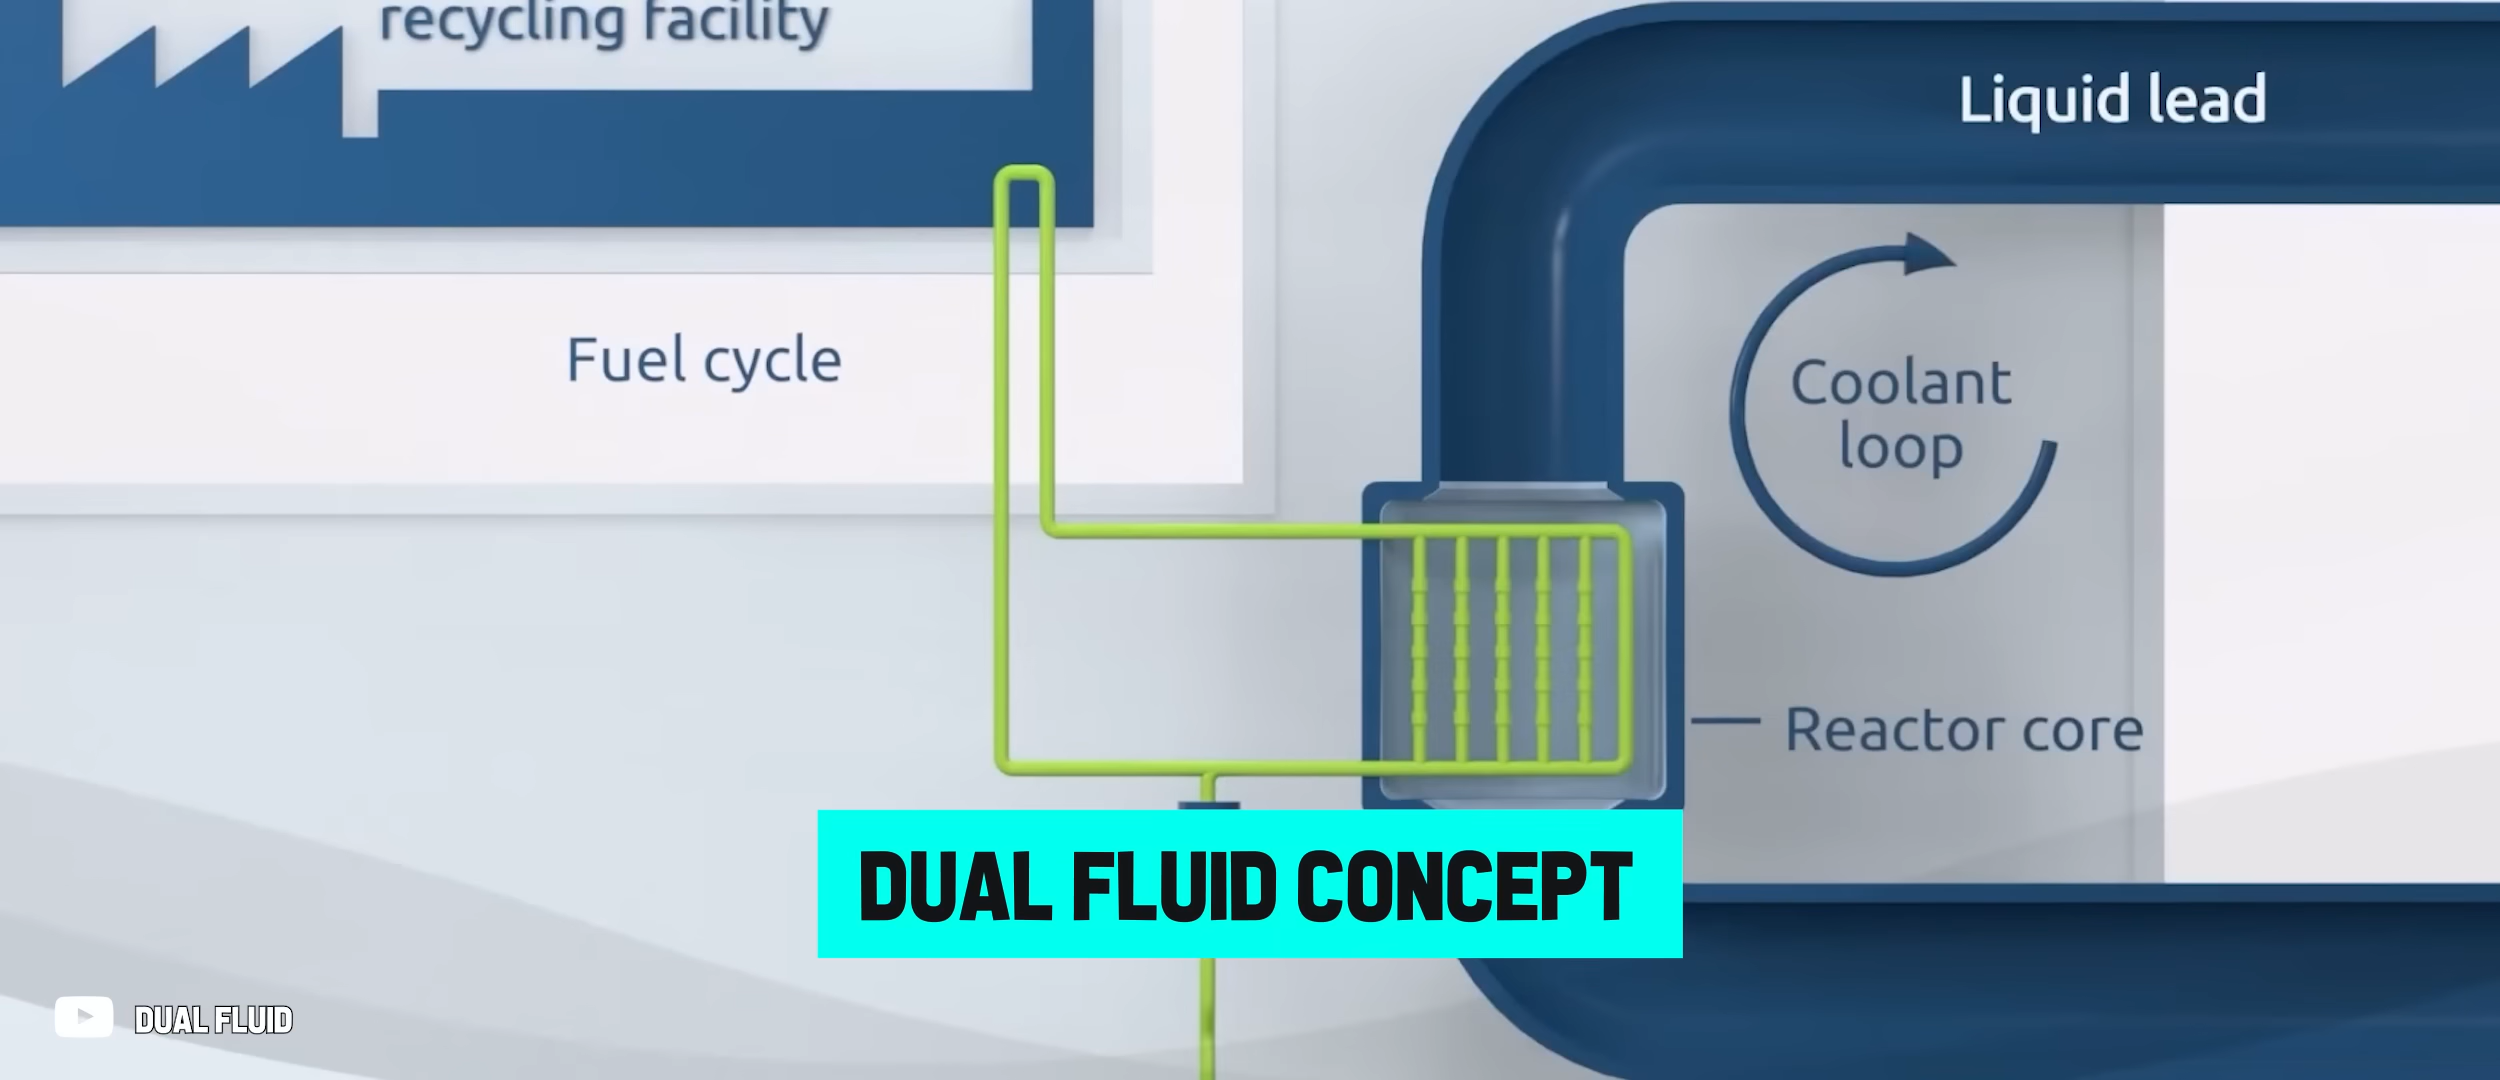 recycling facility
Liquid lead
Fuel cycle
Coolant
loop
Reactor core
DUAL FLUID CONCEPT
DUAL FLUID